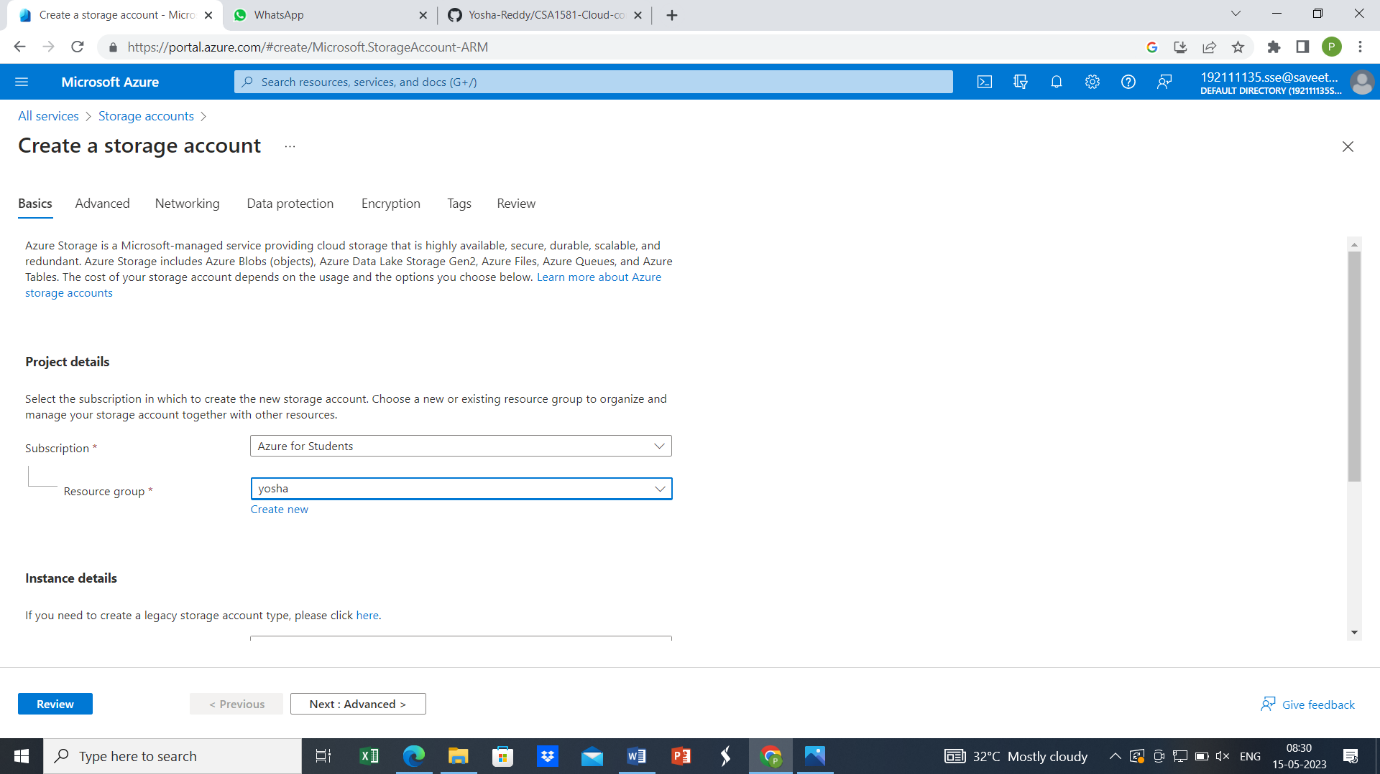 Create a storage account - Micro
WhatsApp
Yosha-Reddy/CSA1581-Cloud-co
https://portal.azure.com/#create/Microsoft.StorageAccount-ARM
P
Microsoft Azure
Search resources, services, and docs (G+/)
192111135.sse@saveet...
DEFAULT DIRECTORY (192111135S...
All services > Storage accounts >
Create a storage account ...
Basics Advanced Networking Data protection Encryption Tags Review
Azure Storage is a Microsoft-managed service providing cloud storage that is highly available, secure, durable, scalable, and
redundant. Azure Storage includes Azure Blobs (objects), Azure Data Lake Storage Gen2, Azure Files, Azure Queues, and Azure
Tables. The cost of your storage account depends on the usage and the options you choose below. Learn more about Azure
storage accounts
Project details
Select the subscription in which to create the new storage account. Choose a new or existing resource group to organize and
manage your storage account together with other resources.
Subscription *
Azure for Students
Resource group *
yosha
Create new
Instance details
If you need to create a legacy storage account type, please click here.
Review
< Previous
Next : Advanced >
Give feedback
Type here to search
32°C Mostly cloudy
ENG
08:30
15-05-2023